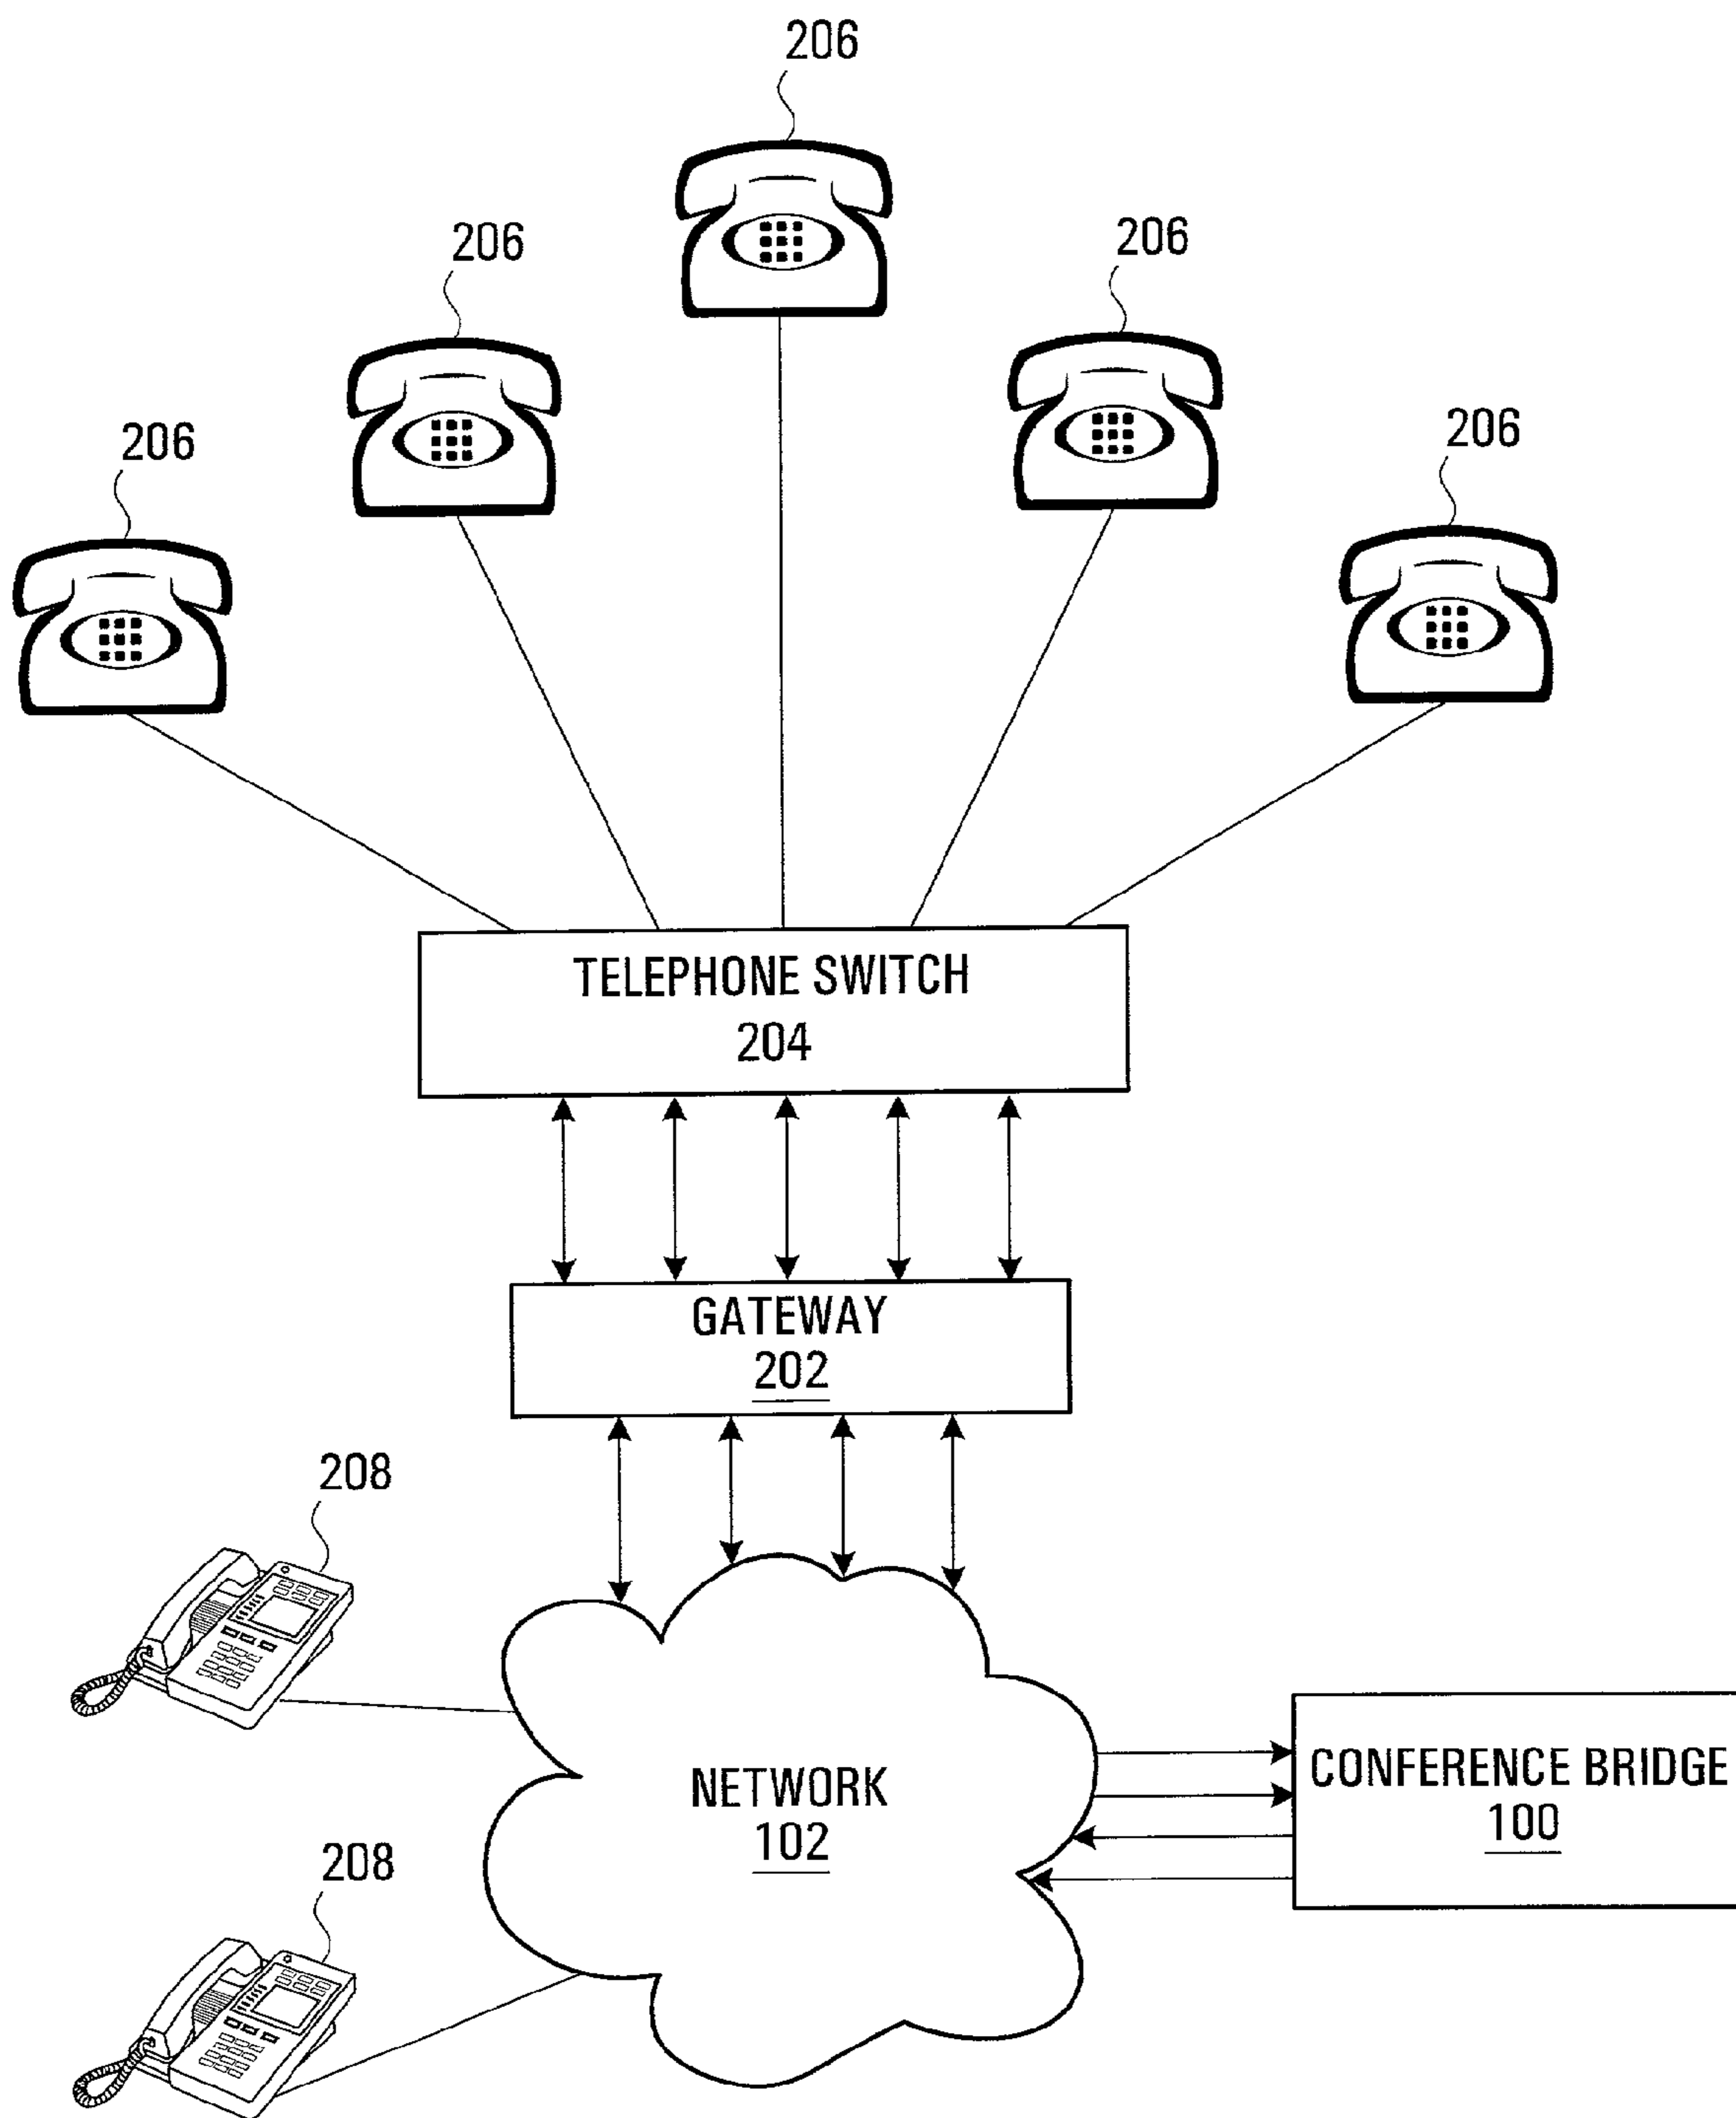 206
206
206
206
206
TELEPHONE SWITCH
204
GATEWAY
202
208
NETWORK
102
CONFERENCE BRIDGE
100
208